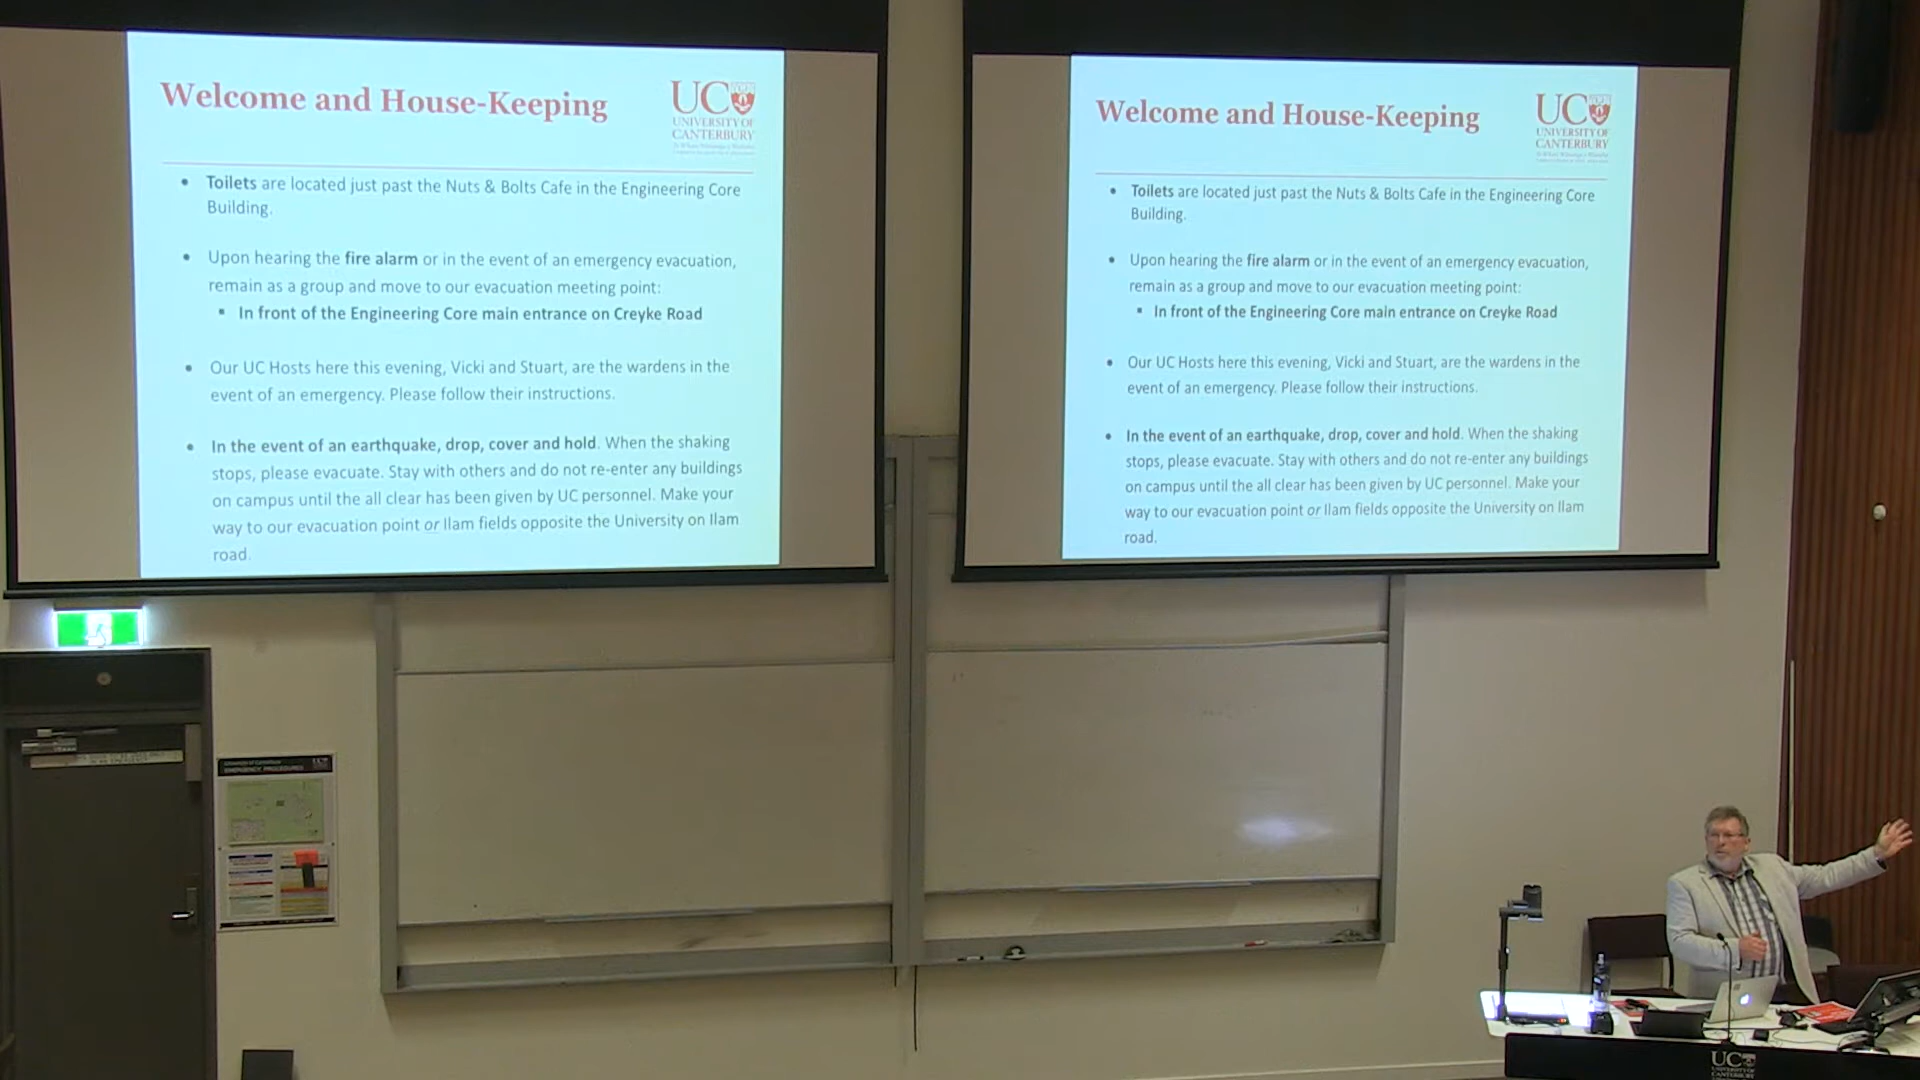 Welcome and House-Keeping
UC
UNIVERSITY OF
CANTERBURY
• Toilets are located just past the Nuts & Bolts Cafe in the Engineering Core
Building.
• Upon hearing the fire alarm or in the event of an emergency evacuation,
remain as a group and move to our evacuation meeting point:
▪ In front of the Engineering Core main entrance on Creyke Road
• Our UC Hosts here this evening, Vicki and Stuart, are the wardens in the
event of an emergency. Please follow their instructions.
• In the event of an earthquake, drop, cover and hold. When the shaking
stops, please evacuate. Stay with others and do not re-enter any buildings
on campus until the all clear has been given by UC personnel. Make your
way to our evacuation point or Ilam fields opposite the University on Ilam
road.
Welcome and House-Keeping
UC
UNIVERSITY OF
CANTERBURY
• Toilets are located just past the Nuts & Bolts Cafe in the Engineering Core
Building.
• Upon hearing the fire alarm or in the event of an emergency evacuation,
remain as a group and move to our evacuation meeting point:
▪ In front of the Engineering Core main entrance on Creyke Road
• Our UC Hosts here this evening, Vicki and Stuart, are the wardens in the
event of an emergency. Please follow their instructions.
• In the event of an earthquake, drop, cover and hold. When the shaking
stops, please evacuate. Stay with others and do not re-enter any buildings
on campus until the all clear has been given by UC personnel. Make your
way to our evacuation point or Ilam fields opposite the University on Ilam
road.
University of Canterbury
EMERGENCY PROCEDURES
UC
UNIVERSITY OF
CANTERBURY